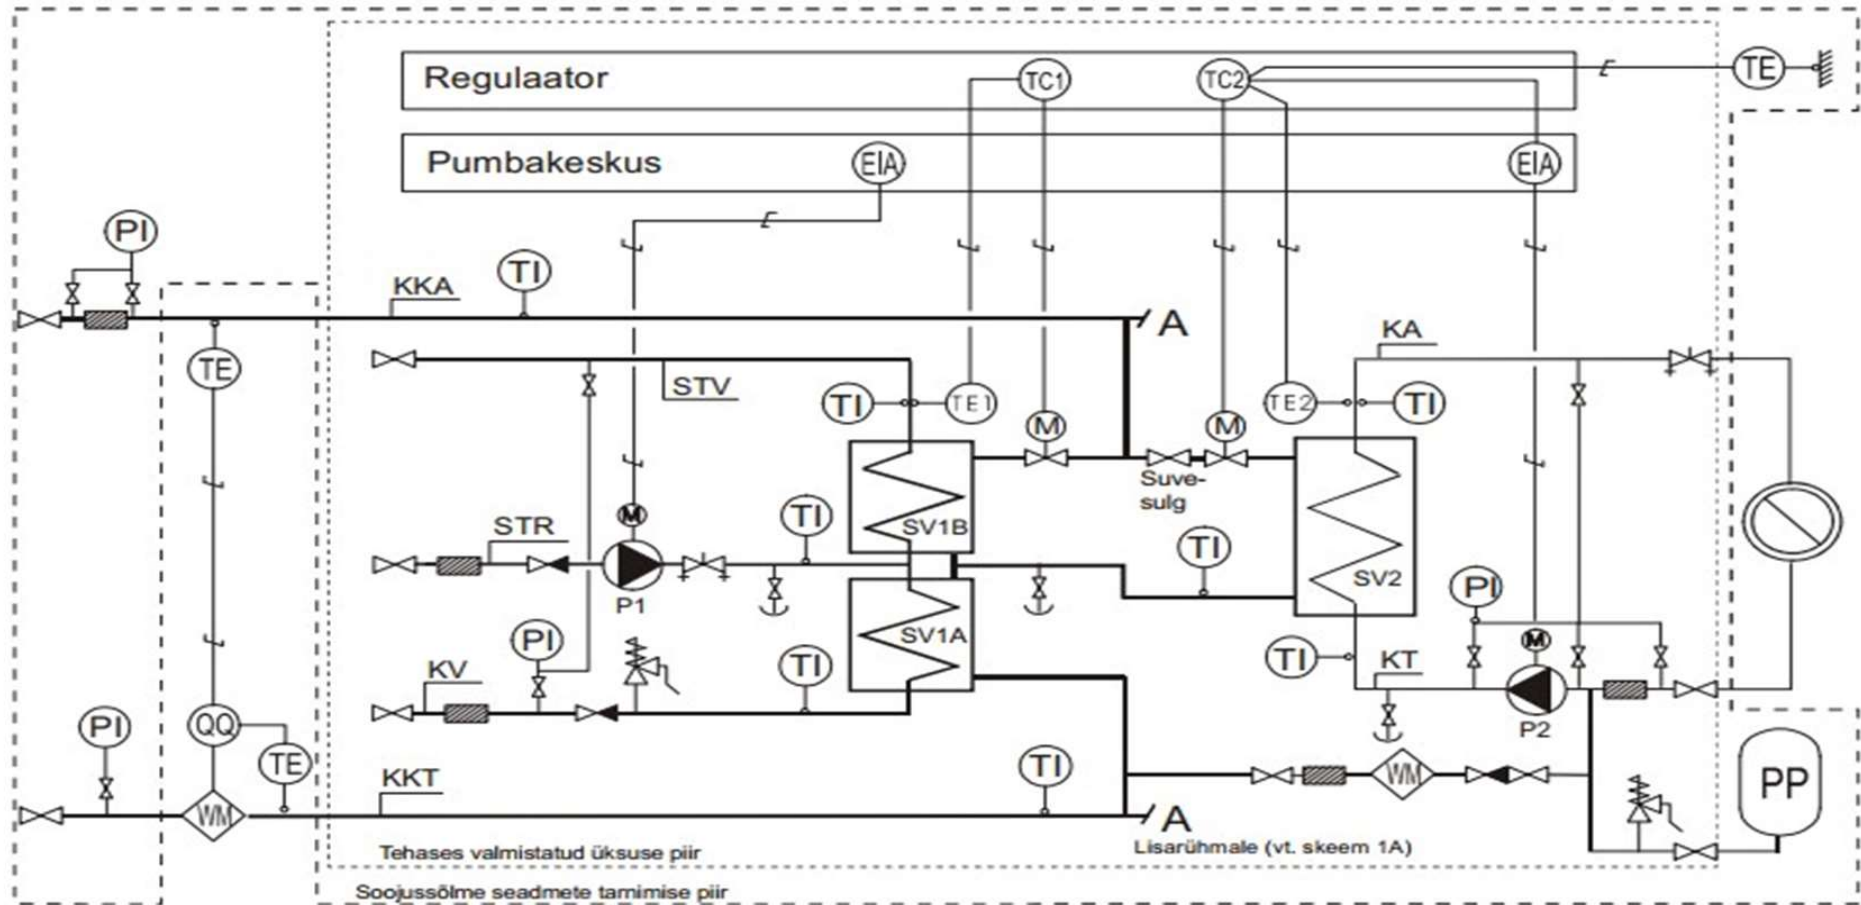 Regulaator
TC1
TC2
TE
Pumbakeskus
EIA
EIA
PI
TI
KKA
A
KA
TE
STV
TI
TE1
TE2
TI
M
M
Suve-
sulg
SV1B
STR
TI
M
P1
TI
SV2
PI
SV1A
PI
TI
M
TI
KT
KV
P2
PI
QQ
TE
WM
KKT
TI
WM
PP
A
Tehases valmistatud üksuse piir
Lisarühmale (vt. skeem 1A)
Soojussõlme seadmete tarnimise piir